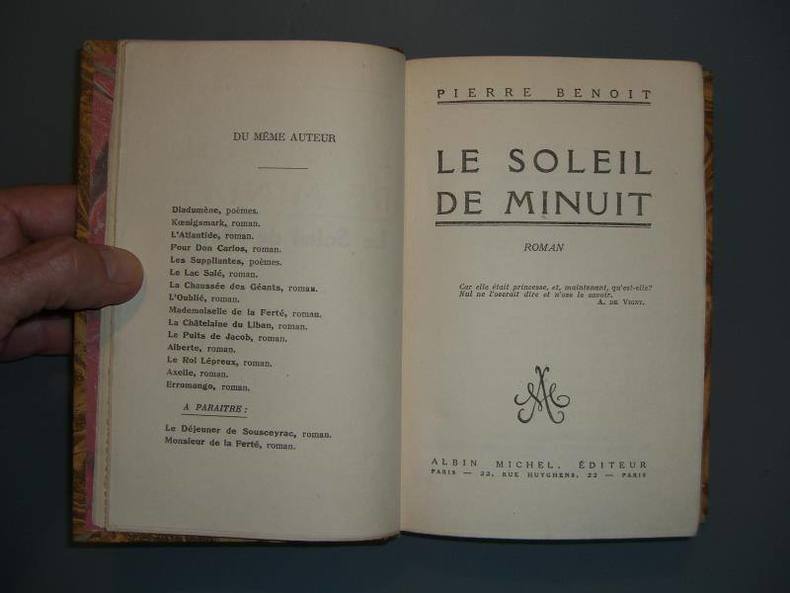 DU MÊME AUTEUR
Diadumène, poèmes.
Kœnigsmark, roman.
L'Atlantide, roman.
Pour Don Carlos, roman.
Les Suppliantes, poèmes.
Le Lac Salé, roman.
La Chaussée des Géants, roman.
L'Oublié, roman.
Mademoiselle de la Ferté, roman.
La Châtelaine du Liban, roman.
Le Puits de Jacob, roman.
Alberte, roman.
Le Roi Lépreux, roman.
Axelle, roman.
Erromango, roman.
A PARAITRE :
Le Déjeuner de Sousceyrac, roman.
Monsieur de la Ferté, roman.
PIERRE BENOIT
LE SOLEIL
DE MINUIT
ROMAN
Car elle était princesse, et, maintenant, qu'est-elle?
Nul ne l'oserait dire et n'ose le savoir.
A. DE VIGNY.
AM
ALBIN MICHEL, ÉDITEUR
PARIS — 22, RUE HUYGHENS, 22 — PARIS